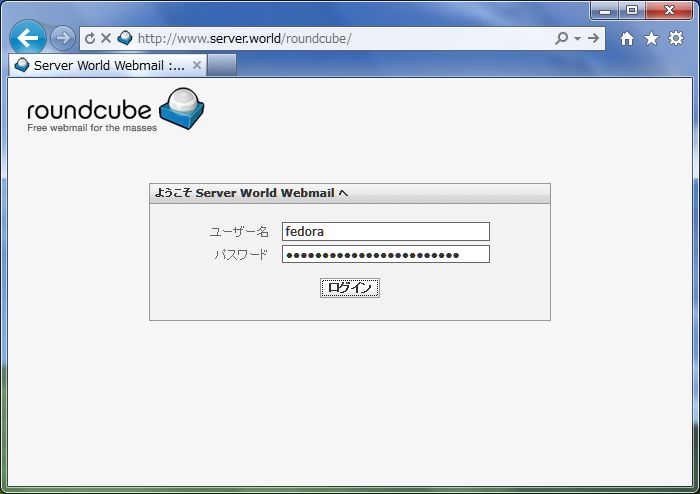 http://www.server.world/roundcube/
Server World Webmail :...
roundcube
Free webmail for the masses
ようこそ Server World Webmail へ
ユーザー名 fedora
パスワード ••••••••••••••••••••••••
ログイン